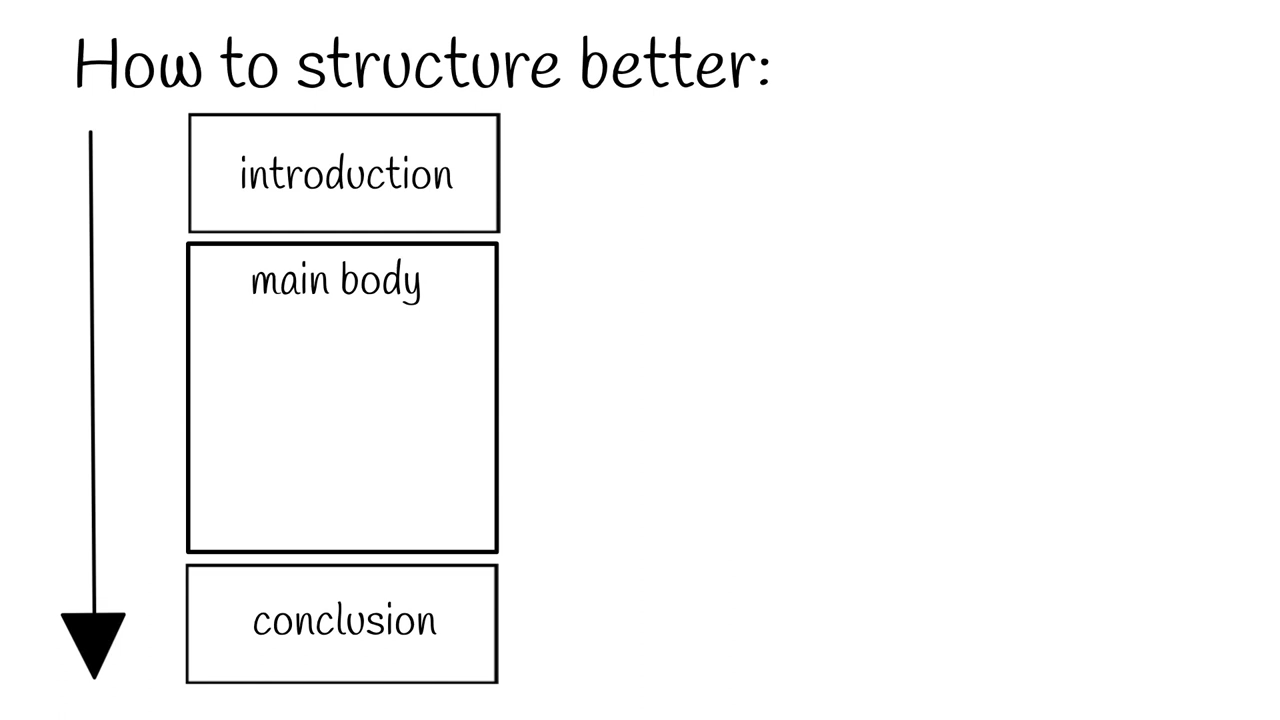 How to structure better:
introduction
main body
conclusion